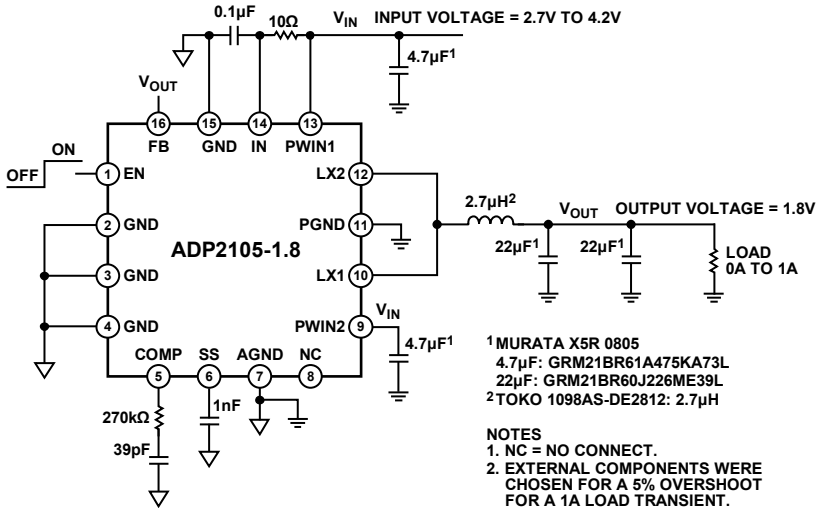 0.1µF
10Ω
VIN
INPUT VOLTAGE = 2.7V TO 4.2V
4.7µF1
VOUT
16
15
14
13
FB
GND
IN
PWIN1
ON
OFF
1
EN
LX2
12
2
GND
PGND
11
ADP2105-1.8
3
GND
LX1
10
4
GND
PWIN2
9
VIN
4.7µF1
2.7µH2
VOUT
OUTPUT VOLTAGE = 1.8V
22µF1
22µF1
LOAD
0A TO 1A
COMP
SS
AGND
NC
5
6
7
8
270kΩ
1nF
39pF
1 MURATA X5R 0805
4.7µF: GRM21BR61A475KA73L
22µF: GRM21BR60J226ME39L
2 TOKO 1098AS-DE2812: 2.7µH
NOTES
1. NC = NO CONNECT.
2. EXTERNAL COMPONENTS WERE
CHOSEN FOR A 5% OVERSHOOT
FOR A 1A LOAD TRANSIENT.